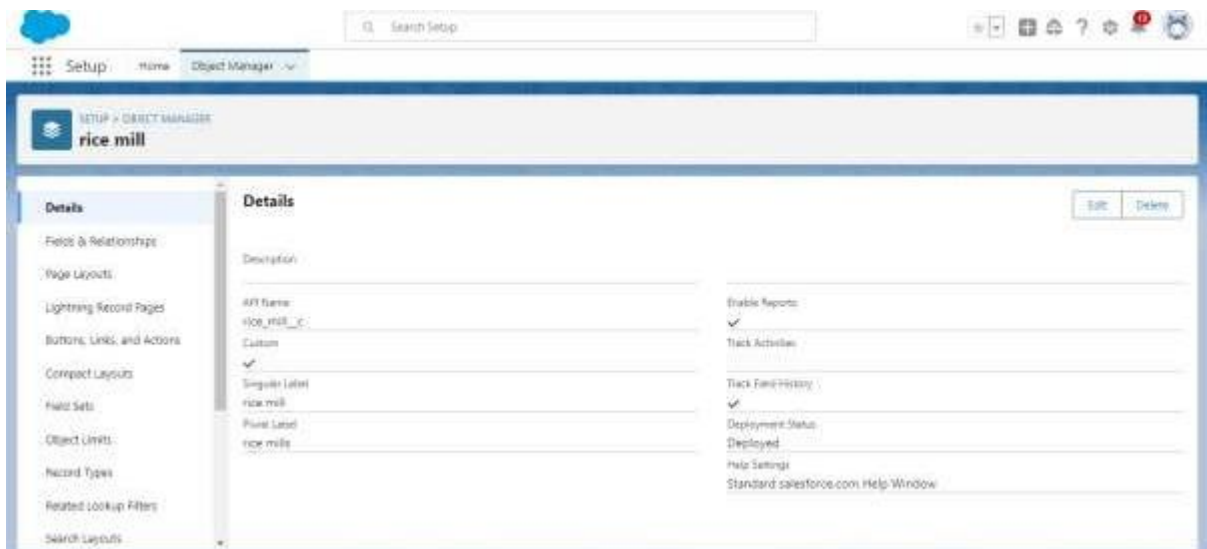 Search Setup
Setup
Home
Object Manager
SETUP > OBJECT MANAGER
rice mill
Details
Fields & Relationships
Page Layouts
Lightning Record Pages
Buttons, Links, and Actions
Compact Layouts
Field Sets
Object Limits
Record Types
Related Lookup Filters
Search Layouts
Details
Edit
Delete
Description
API Name
rice_mill__c
Custom
Singular Label
rice mill
Plural Label
rice mills
Enable Reports
Track Activities
Track Field History
Deployment Status
Deployed
Help Settings
Standard salesforce.com Help Window